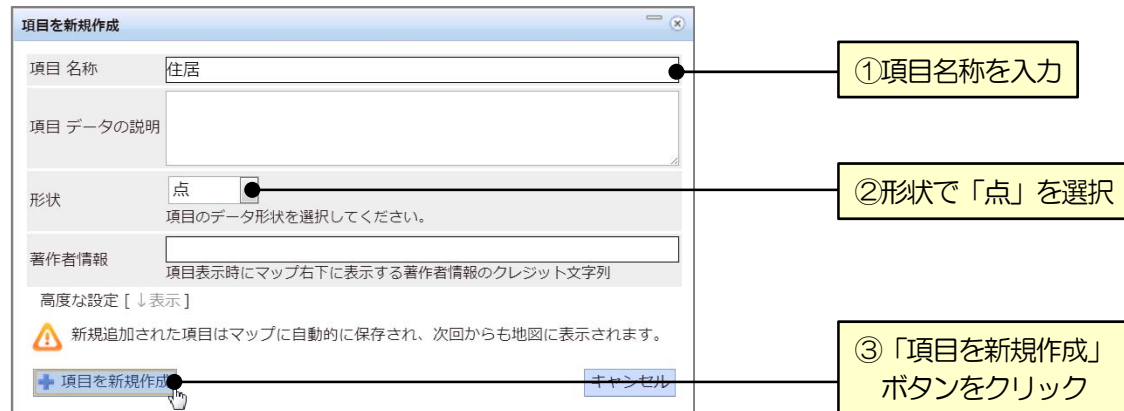 項目を新規作成
項目 名称
住居
①項目名称を入力
項目 データの説明
形状
点
②形状で「点」を選択
項目のデータ形状を選択してください。
著作者情報
項目表示時にマップ右下に表示する著作者情報のクレジット文字列
高度な設定 [ ↓表示 ]
新規追加された項目はマップに自動的に保存され、次回からも地図に表示されます。
項目を新規作成
キャンセル
③「項目を新規作成」
ボタンをクリック